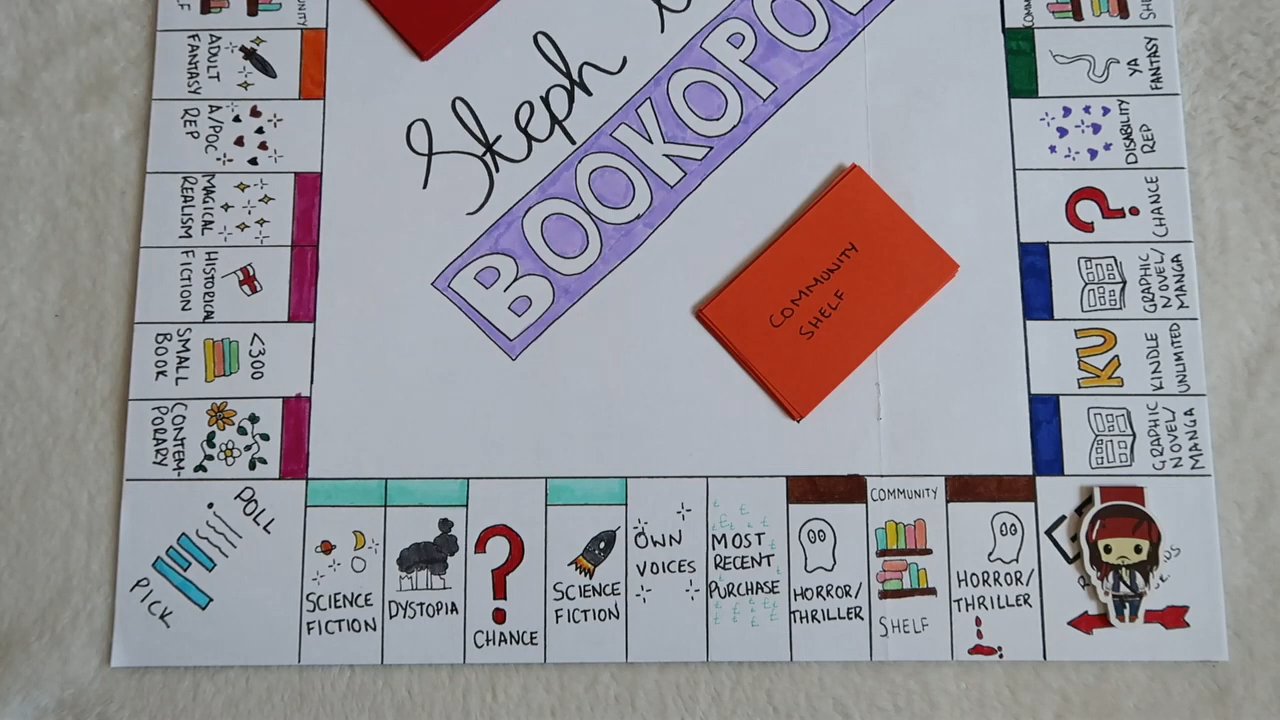 COMMUNITY
SHELF
ADULT
FANTASY
A/POC
REP
MAGICAL
REALISM
HISTORICAL
FICTION
<300
SMALL
BOOK
CONTEM-
PORARY
PICK
POLL
Steph
BOOKOPOL
COMMUNITY
SHELF
SCIENCE
FICTION
DYSTOPIA
CHANCE
SCIENCE
FICTION
OWN
VOICES
MOST
RECENT
PURCHASE
HORROR/
THRILLER
COMMUNITY
SHELF
HORROR/
THRILLER
YA
FANTASY
DISABILITY
REP
CHANCE
GRAPHIC
NOVEL/
MANGA
KU
KINDLE
UNLIMITED
GRAPHIC
NOVEL/
MANGA